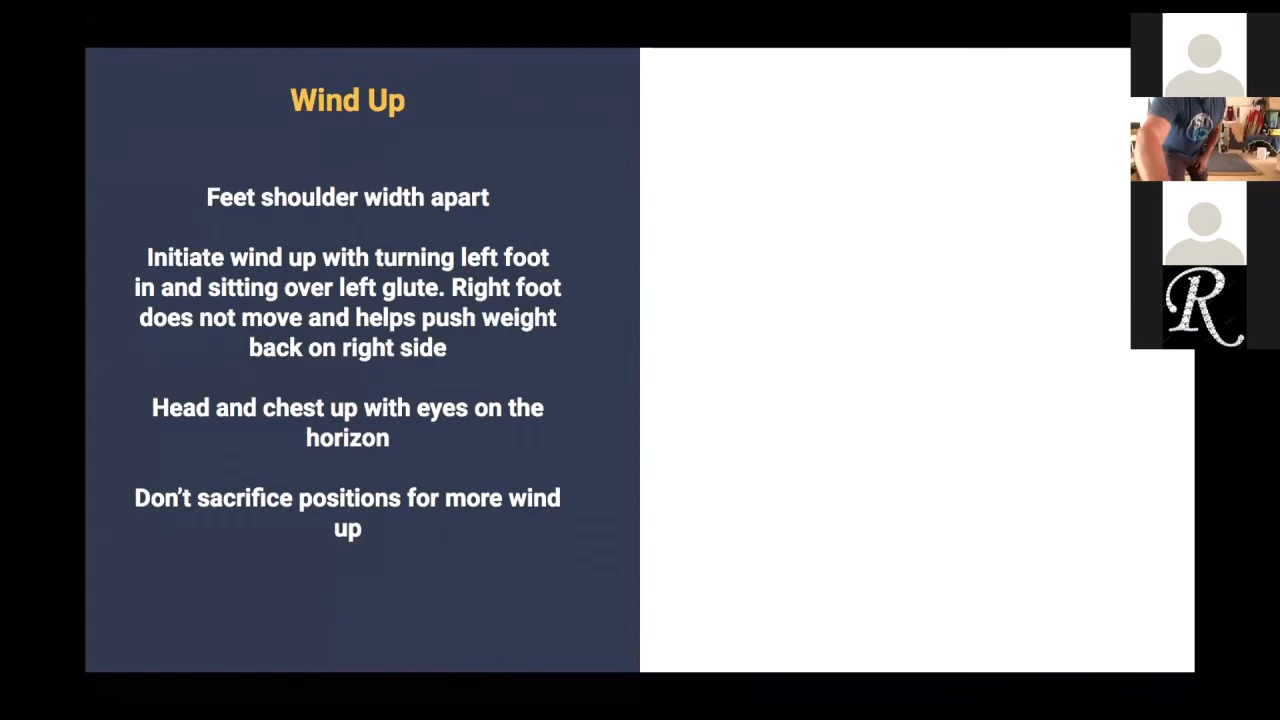 Wind Up
Feet shoulder width apart
Initiate wind up with turning left foot
in and sitting over left glute. Right foot
does not move and helps push weight
back on right side
Head and chest up with eyes on the
horizon
Don’t sacrifice positions for more wind
up
R